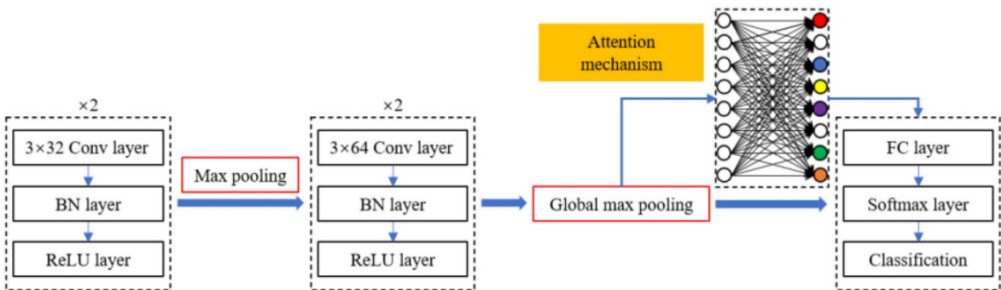 Attention
mechanism
×2
×2
3×32 Conv layer
BN layer
ReLU layer
Max pooling
3×64 Conv layer
BN layer
ReLU layer
Global max pooling
FC layer
Softmax layer
Classification